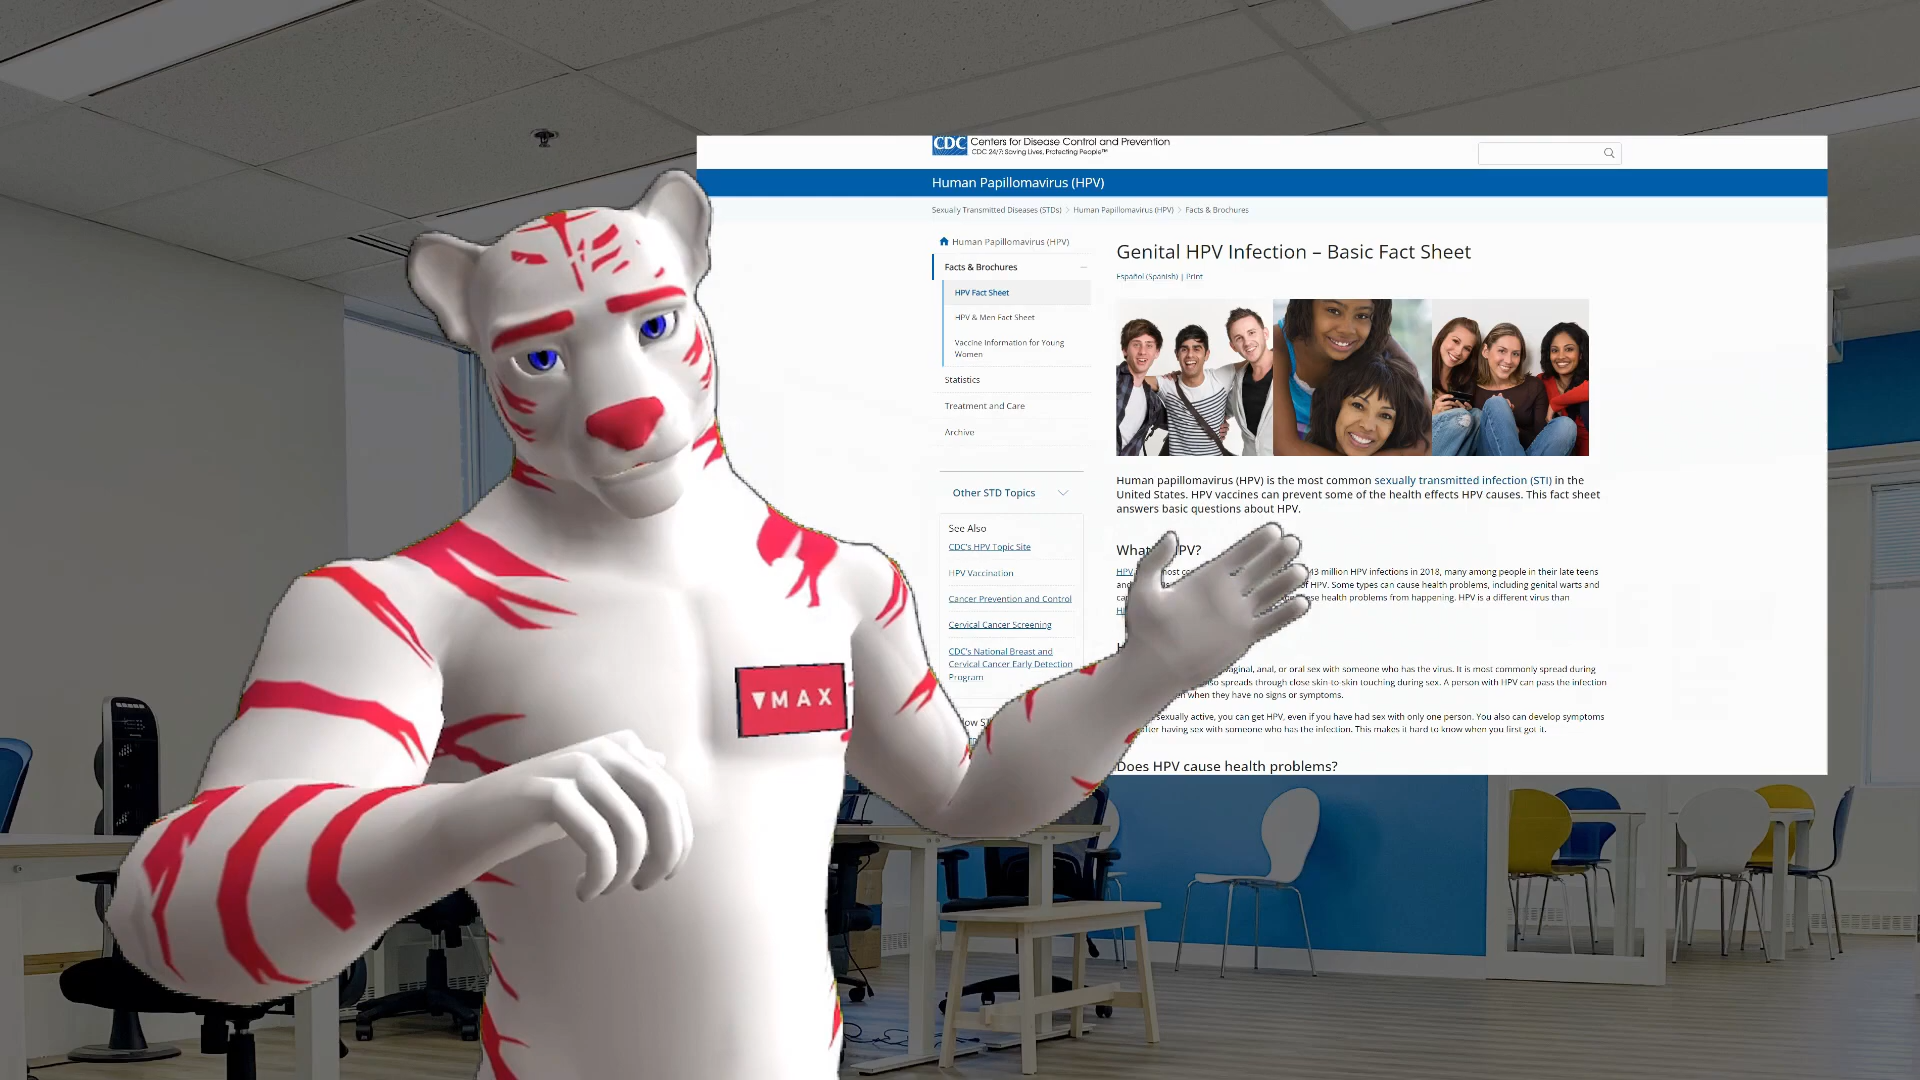 CDC Centers for Disease Control and Prevention
CDC 24/7: Saving Lives, Protecting People™
Human Papillomavirus (HPV)
Sexually Transmitted Diseases (STDs) > Human Papillomavirus (HPV) > Facts & Brochures
Human Papillomavirus (HPV)
Facts & Brochures
HPV Fact Sheet
HPV & Men Fact Sheet
Vaccine Information for Young
Women
Statistics
Treatment and Care
Archive
Other STD Topics
See Also
CDC's HPV Topic Site
HPV Vaccination
Cancer Prevention and Control
Cervical Cancer Screening
CDC's National Breast and
Cervical Cancer Early Detection
Program
Genital HPV Infection – Basic Fact Sheet
Español (Spanish) | Print
Human papillomavirus (HPV) is the most common sexually transmitted infection (STI) in the
United States. HPV vaccines can prevent some of the health effects HPV causes. This fact sheet
answers basic questions about HPV.
HPV 43 million HPV infections in 2018, many among people in their late teens
HPV. Some types can cause health problems, including genital warts and
health problems from happening. HPV is a different virus than
anal, or oral sex with someone who has the virus. It is most commonly spread during
spreads through close skin-to-skin touching during sex. A person with HPV can pass the infection
when they have no signs or symptoms.
sexually active, you can get HPV, even if you have had sex with only one person. You also can develop symptoms
after having sex with someone who has the infection. This makes it hard to know when you first got it.
Does HPV cause health problems?
VMAX